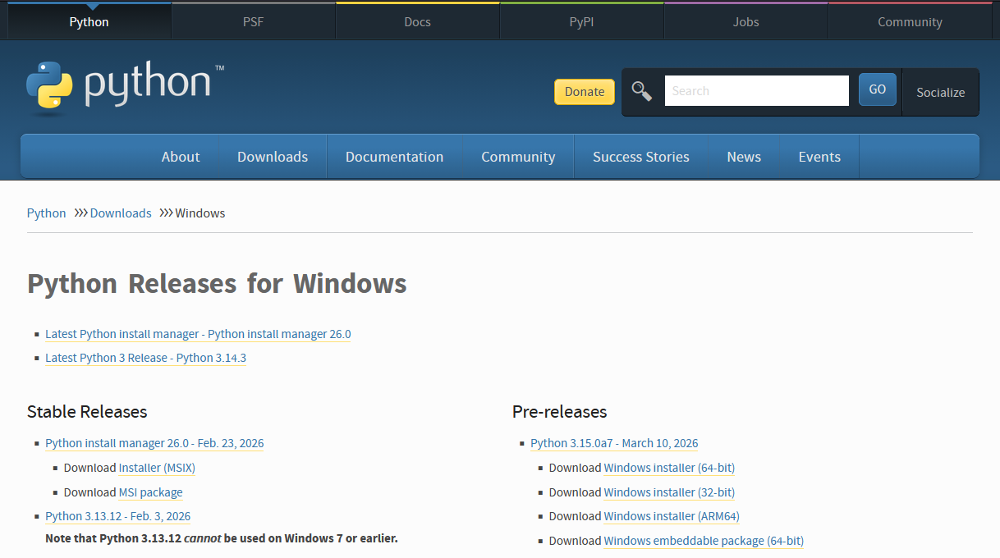 Python PSF Docs PyPI Jobs Community
python™
Donate Search GO Socialize
About Downloads Documentation Community Success Stories News Events
Python >>> Downloads >>> Windows
Python Releases for Windows
Latest Python install manager - Python install manager 26.0
Latest Python 3 Release - Python 3.14.3
Stable Releases
Python install manager 26.0 - Feb. 23, 2026
Download Installer (MSIX)
Download MSI package
Python 3.13.12 - Feb. 3, 2026
Note that Python 3.13.12 cannot be used on Windows 7 or earlier.
Pre-releases
Python 3.15.0a7 - March 10, 2026
Download Windows installer (64-bit)
Download Windows installer (32-bit)
Download Windows installer (ARM64)
Download Windows embeddable package (64-bit)